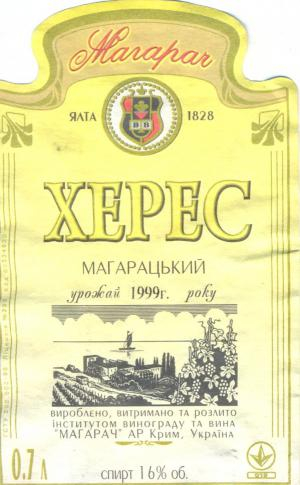 Магарач
ЯЛТА 1828
ХЕРЕС
МАГАРАЦЬКИЙ
урожай 1999г. року
вироблено, витримано та розлито
інститутом винограду та вина
"МАГАРАЧ" АР Крим, Україна
0.7 Л
спирт 16% об.